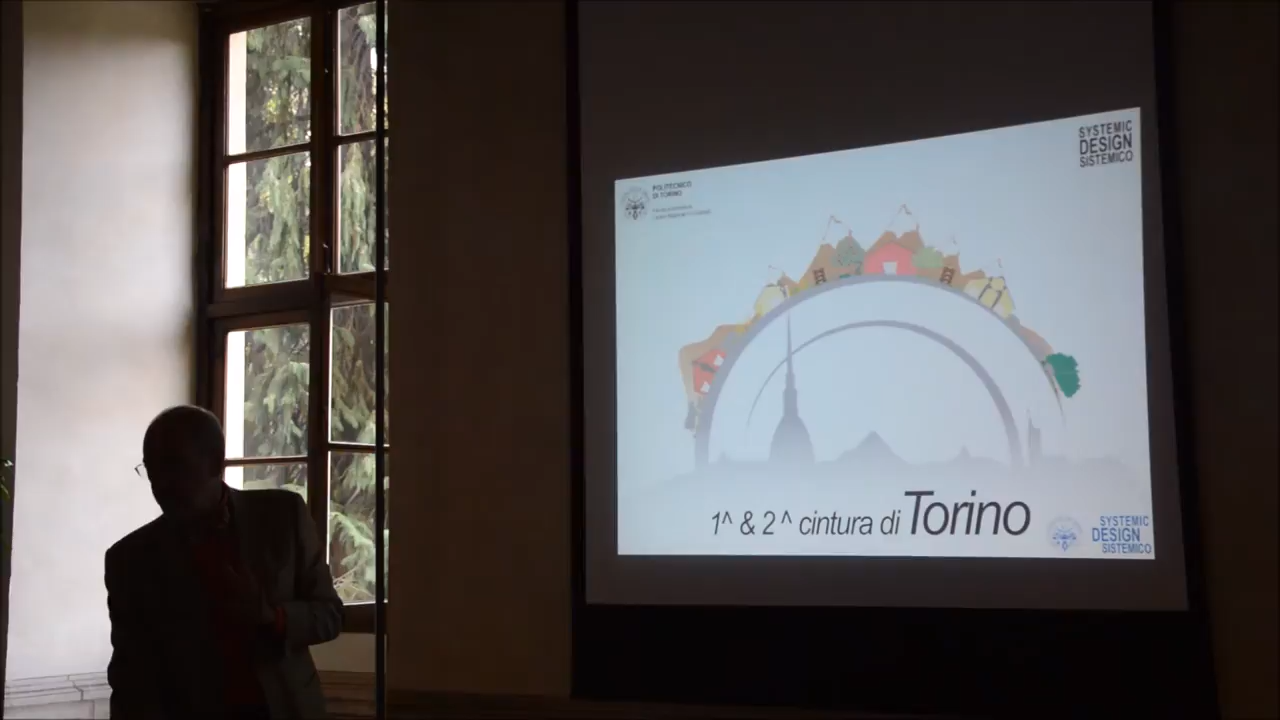 POLITECNICO
DI TORINO
SYSTEMIC
DESIGN
SISTEMICO
1^ & 2^ cintura di Torino
SYSTEMIC
DESIGN
SISTEMICO